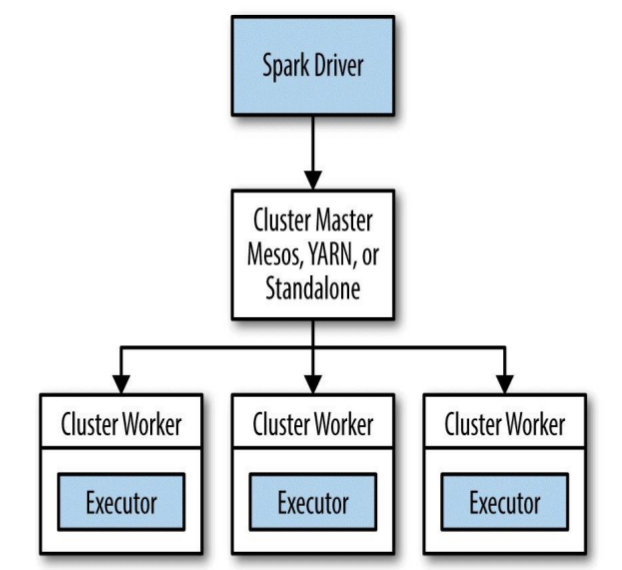 Spark Driver
Cluster Master
Mesos, YARN, or
Standalone
Cluster Worker
Cluster Worker
Cluster Worker
Executor
Executor
Executor